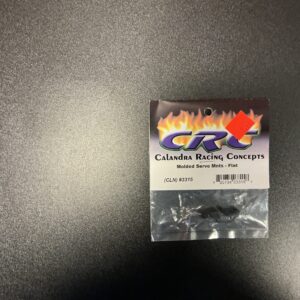 CRC
Calandra Racing Concepts
Molded Servo Mnts - Flat
(CLN) #3315